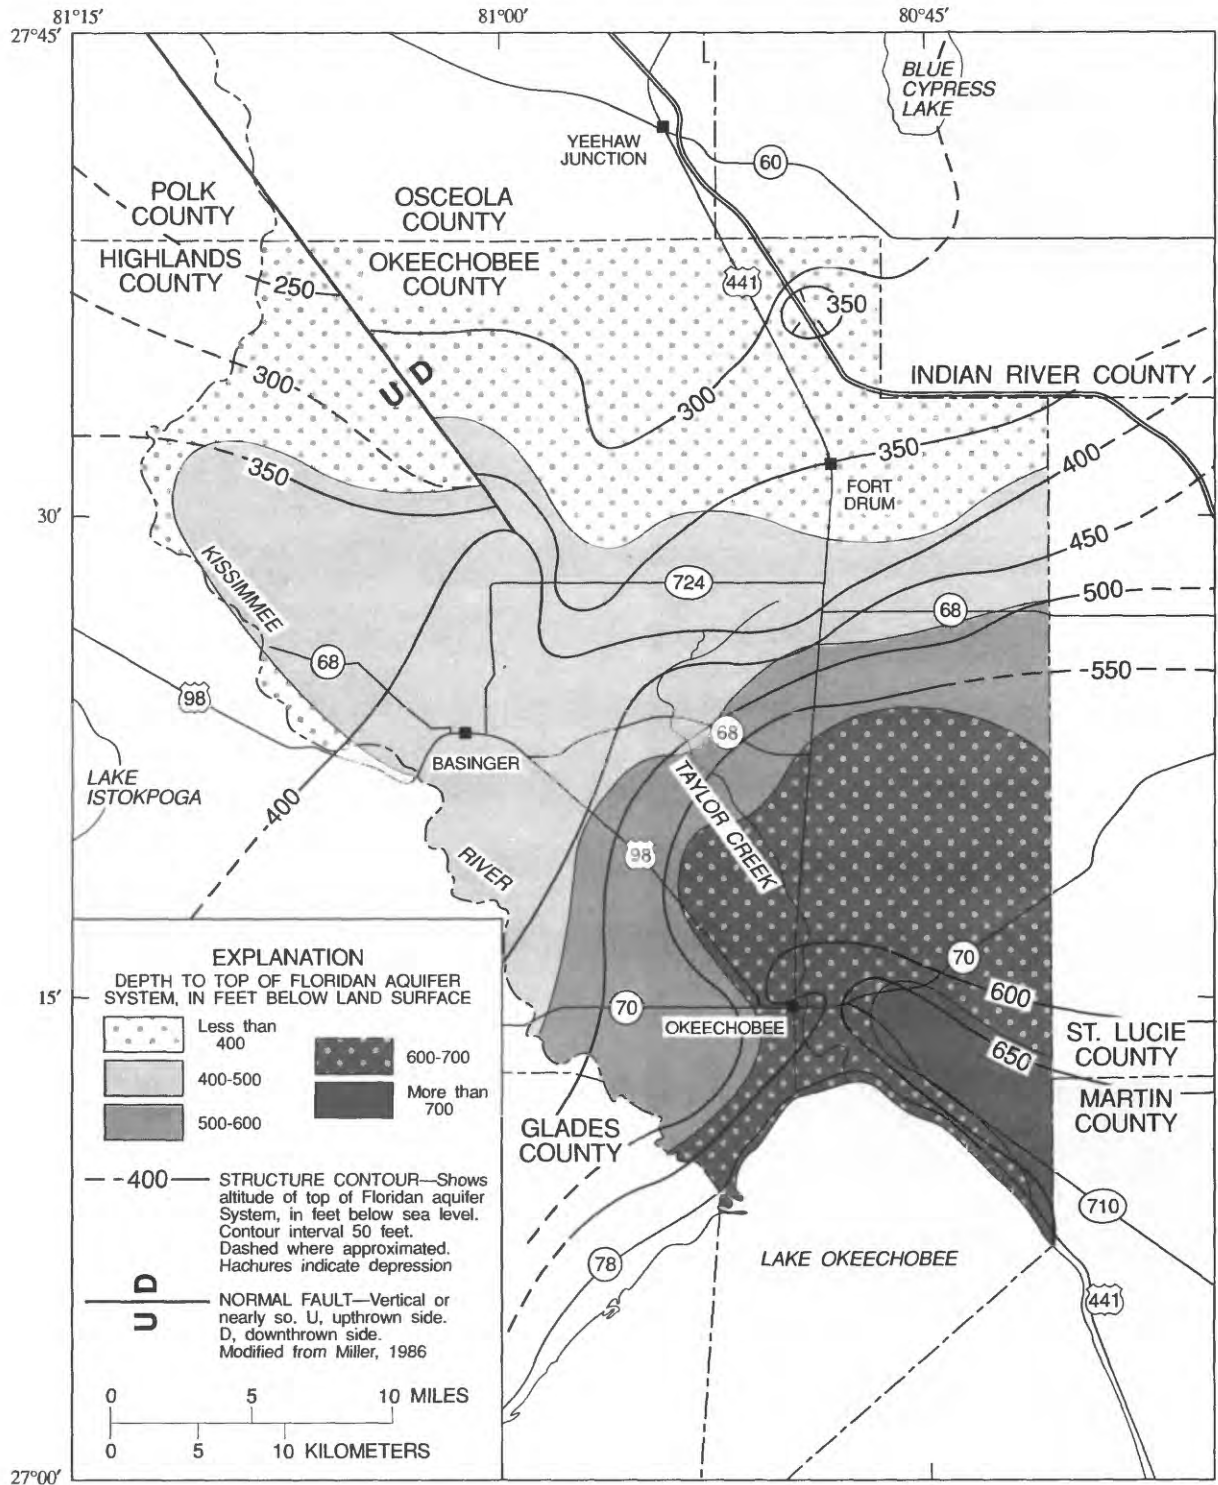 81°15′
81°00′
80°45′
27°45′
BLUE
CYPRESS
LAKE
YEEHAW
JUNCTION
60
POLK
COUNTY
OSCEOLA
COUNTY
HIGHLANDS
COUNTY
OKEECHOBEE
COUNTY
250
441
350
U D
300
300
INDIAN RIVER COUNTY
350
350
400
FORT
DRUM
30′
450
KISSIMMEE
724
500
68
68
550
98
68
BASINGER
LAKE
ISTOKPOGA
400
TAYLOR CREEK
98
RIVER
EXPLANATION
DEPTH TO TOP OF FLORIDAN AQUIFER
SYSTEM, IN FEET BELOW LAND SURFACE
Less than
400
400-500
500-600
600-700
More than
700
400
STRUCTURE CONTOUR—Shows
altitude of top of Floridan aquifer
System, in feet below sea level.
Contour interval 50 feet.
Dashed where approximated.
Hachures indicate depression
U D
NORMAL FAULT—Vertical or
nearly so. U, upthrown side.
D, downthrown side.
Modified from Miller, 1986
0 5 10 MILES
0 5 10 KILOMETERS
15′
70
70
600
OKEECHOBEE
650
ST. LUCIE
COUNTY
MARTIN
COUNTY
GLADES
COUNTY
710
78
LAKE OKEECHOBEE
441
27°00′